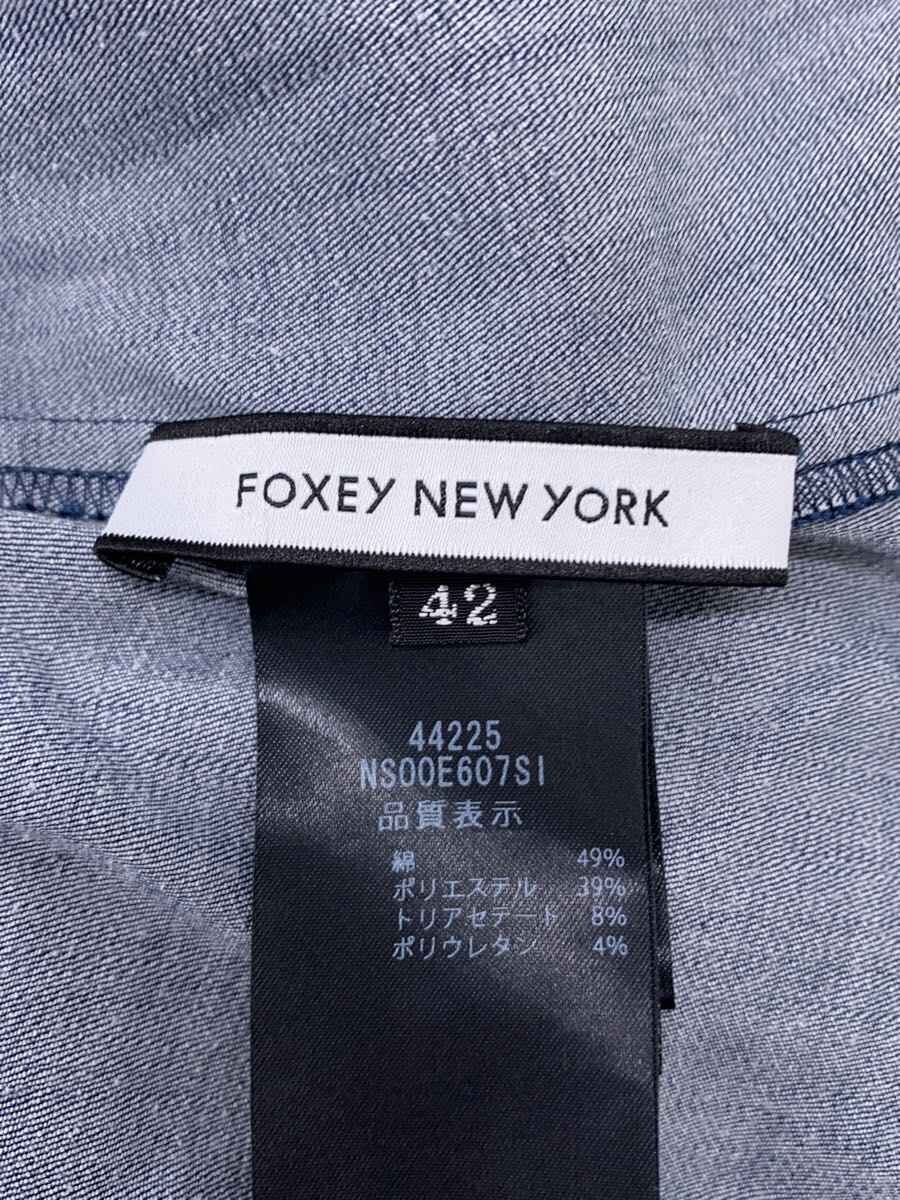 FOXEY NEW YORK
42
44225
NS00E607SI
品質表示
綿 49%
ポリエステル 39%
トリアセテート 8%
ポリウレタン 4%